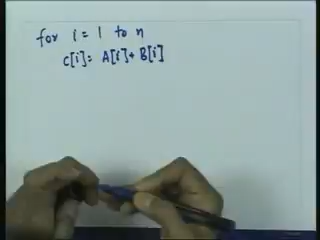 for i = 1 to n
c[i]= A[i]+ B[i]